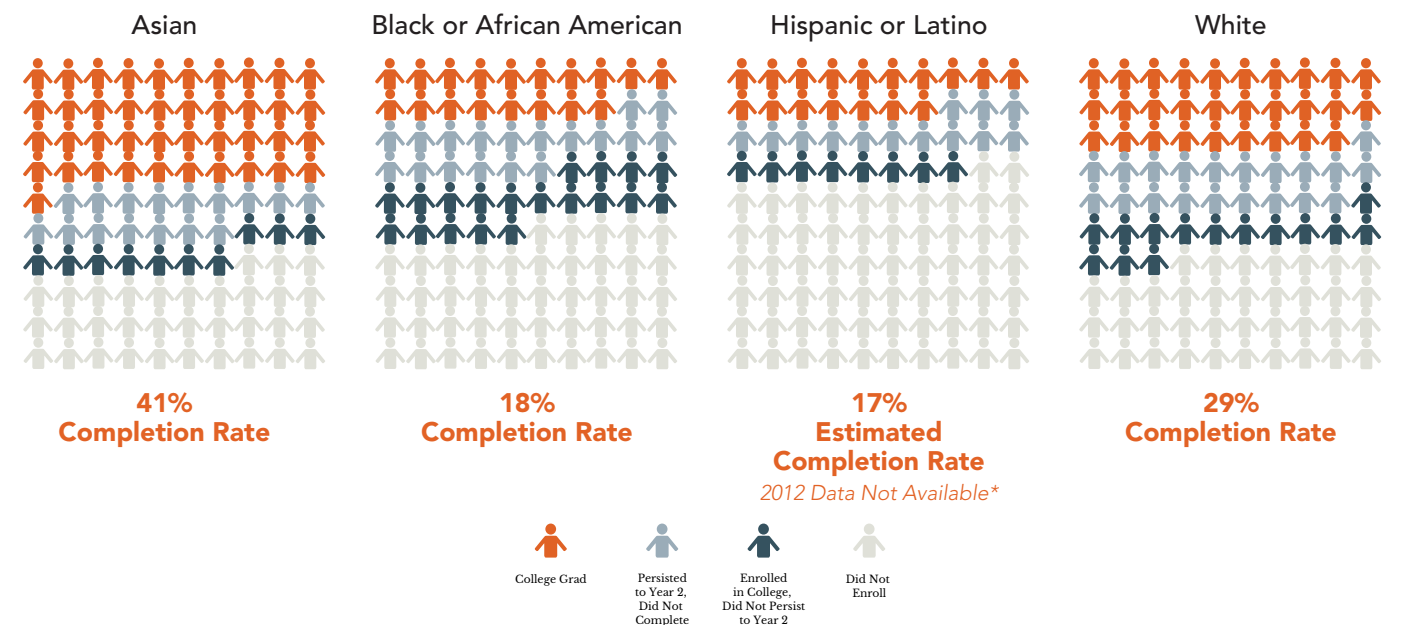 Asian
Black or African American
Hispanic or Latino
White
41%
Completion Rate
18%
Completion Rate
17%
Estimated
Completion Rate
2012 Data Not Available*
29%
Completion Rate
College Grad
Persisted
to Year 2,
Did Not
Complete
Enrolled
in College,
Did Not Persist
to Year 2
Did Not
Enroll